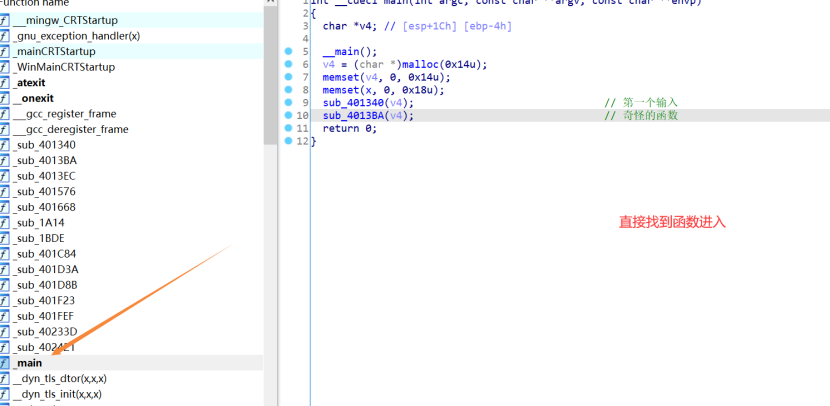 Function name
__mingw_CRTStartup
_gnu_exception_handler(x)
_mainCRTStartup
_WinMainCRTStartup
_atexit
__onexit
___gcc_register_frame
___gcc_deregister_frame
_sub_401340
_sub_4013BA
_sub_4013EC
_sub_401576
_sub_401668
_sub_1A14
_sub_1BDE
_sub_401C84
_sub_401D3A
_sub_401D8B
_sub_401F23
_sub_401FEF
_sub_40233D
_sub_402421
_main
__dyn_tls_dtor(x,x,x)
__dyn_tls_init(x,x,x)
1 int __cdecl main(int argc, const char **argv, const char **envp)
2 {
3 char *v4; // [esp+1Ch] [ebp-4h]
4
5 __main();
6 v4 = (char *)malloc(0x14u);
7 memset(v4, 0, 0x14u);
8 memset(x, 0, 0x18u);
9 sub_401340(v4); // 第一个输入
10 sub_4013BA(v4); // 奇怪的函数
11 return 0;
12 }
直接找到函数进入